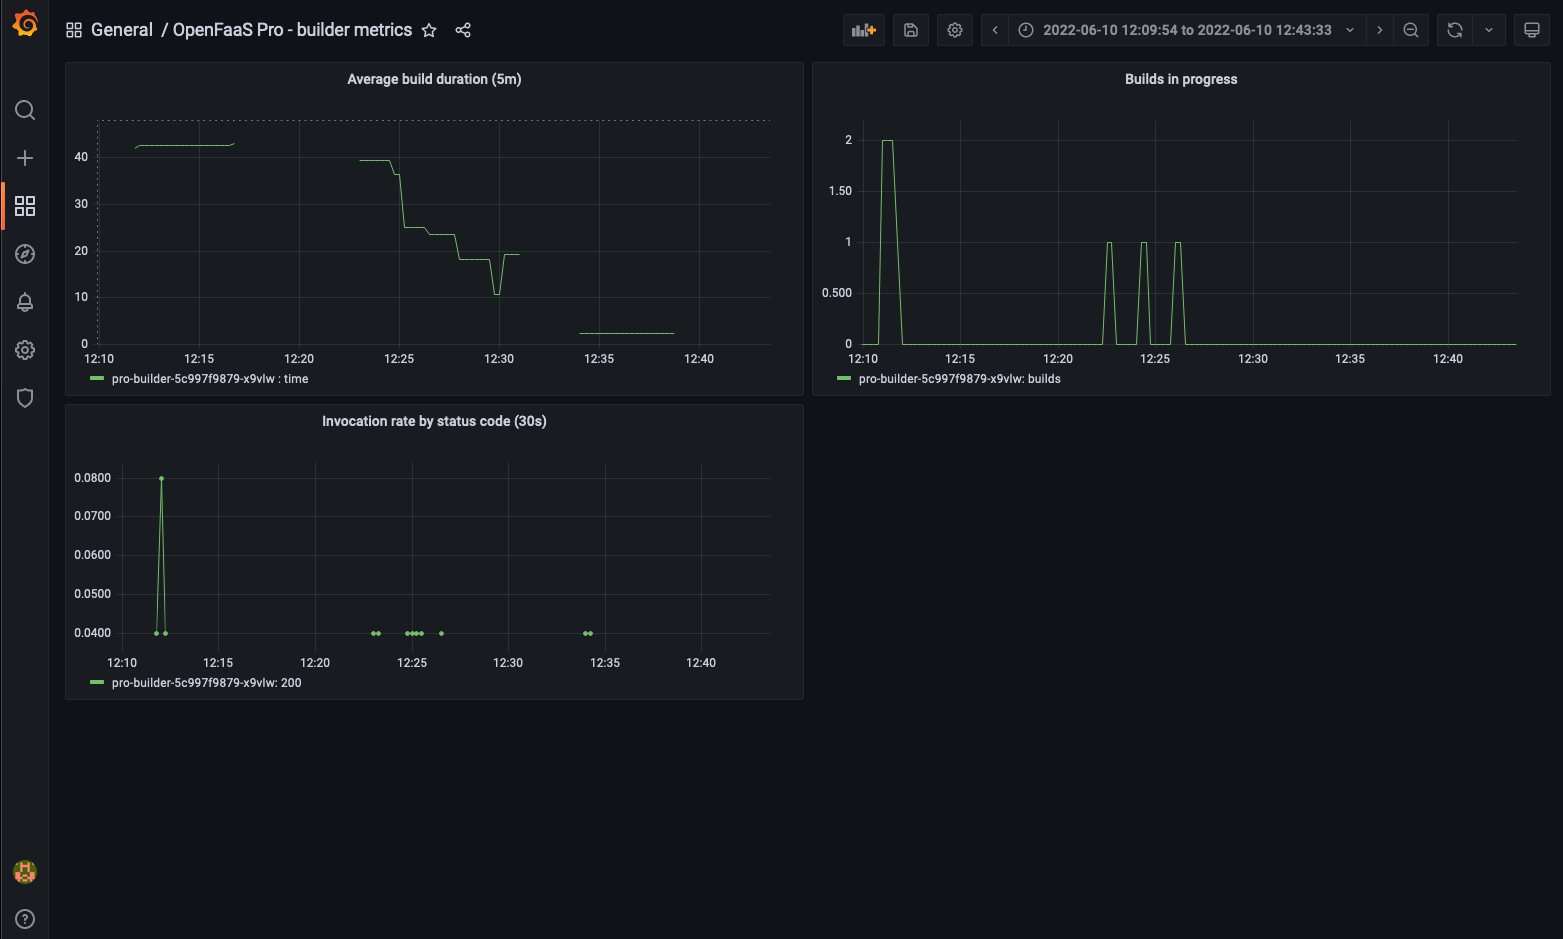 General / OpenFaaS Pro - builder metrics
2022-06-10 12:09:54 to 2022-06-10 12:43:33
Average build duration (5m)
40
30
20
10
0
12:10 12:15 12:20 12:25 12:30 12:35 12:40
pro-builder-5c997f9879-x9vlw : time
Builds in progress
2
1.50
1
0.500
0
12:10 12:15 12:20 12:25 12:30 12:35 12:40
pro-builder-5c997f9879-x9vlw: builds
Invocation rate by status code (30s)
0.0800
0.0700
0.0600
0.0500
0.0400
12:10 12:15 12:20 12:25 12:30 12:35 12:40
pro-builder-5c997f9879-x9vlw: 200